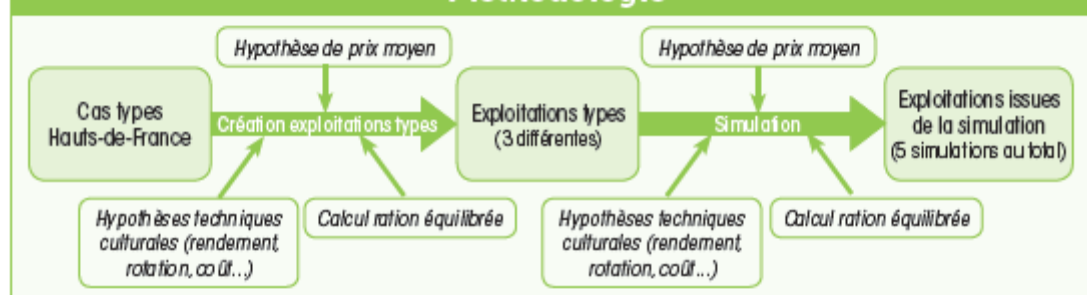 Hypothèse de prix moyen
Hypothèse de prix moyen
Cas types
Hauts-de-France
Création exploitations types
Exploitations types
(3 différentes)
Simulation
Exploitations issues
de la simulation
(5 simulations au total)
Hypothèses techniques
culturales (rendement,
rotation, coût...)
Calcul ration équilibrée
Hypothèses techniques
culturales (rendement,
rotation, coût...)
Calcul ration équilibrée